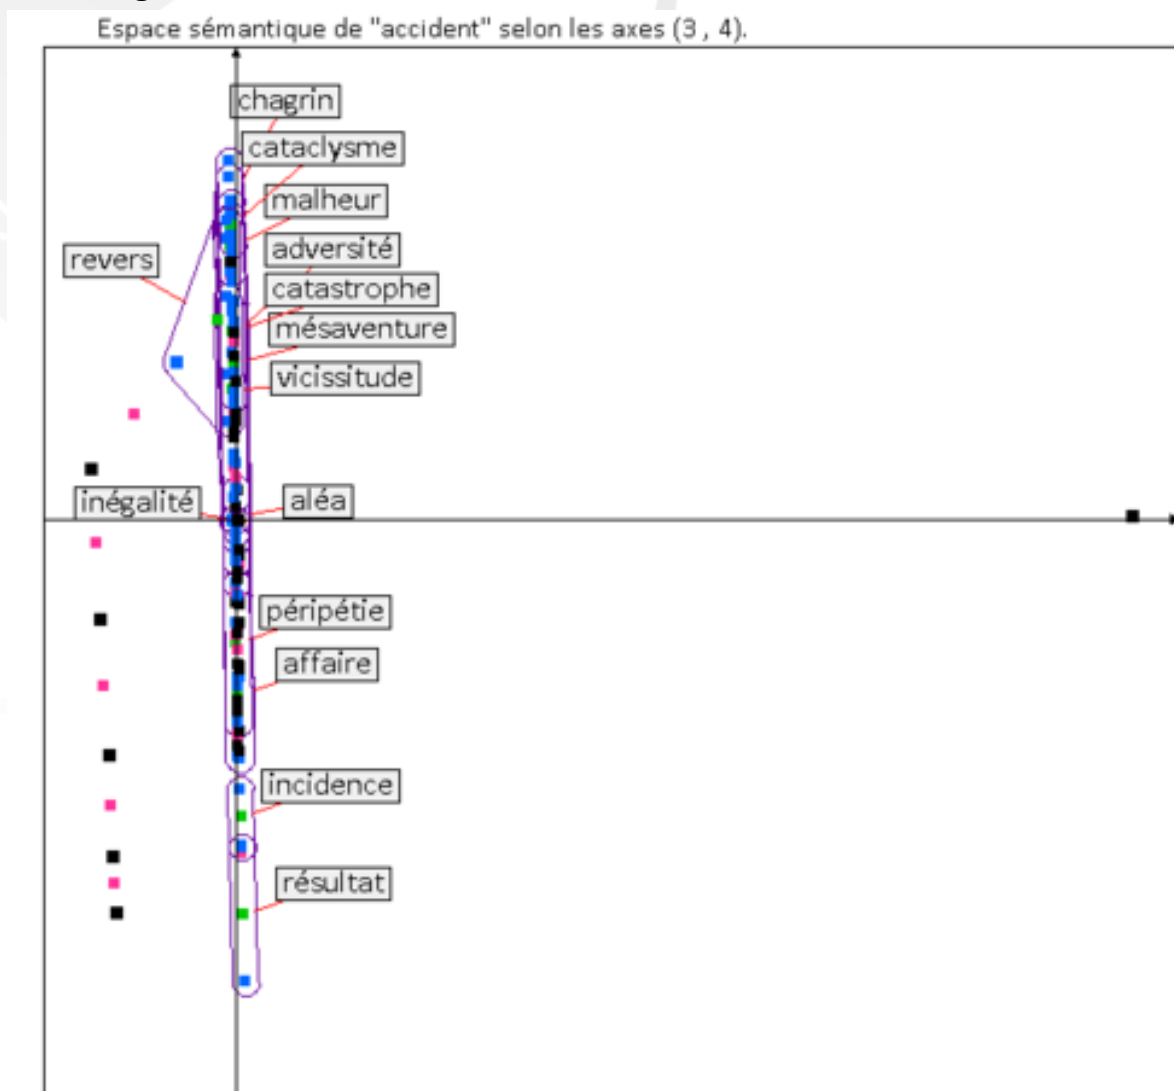 Espace sémantique de "accident" selon les axes (3 , 4).
chagrin
cataclysme
malheur
adversité
revers
catastrophe
mésaventure
vicissitude
inégalité
aléa
péripétie
affaire
incidence
résultat